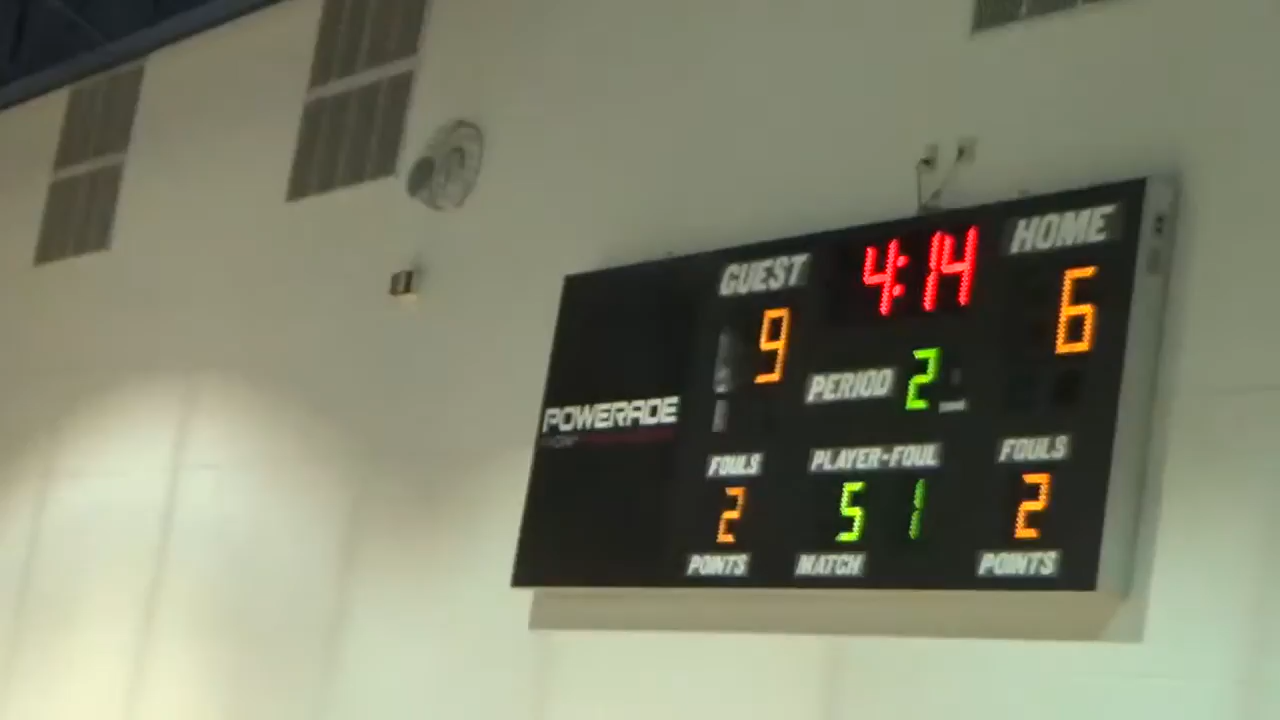 GUEST 4:14 HOME
9 6
PERIOD 2
POWERADE
FOULS PLAYER-FOUL FOULS
2 5 1 2
POINTS MATCH POINTS